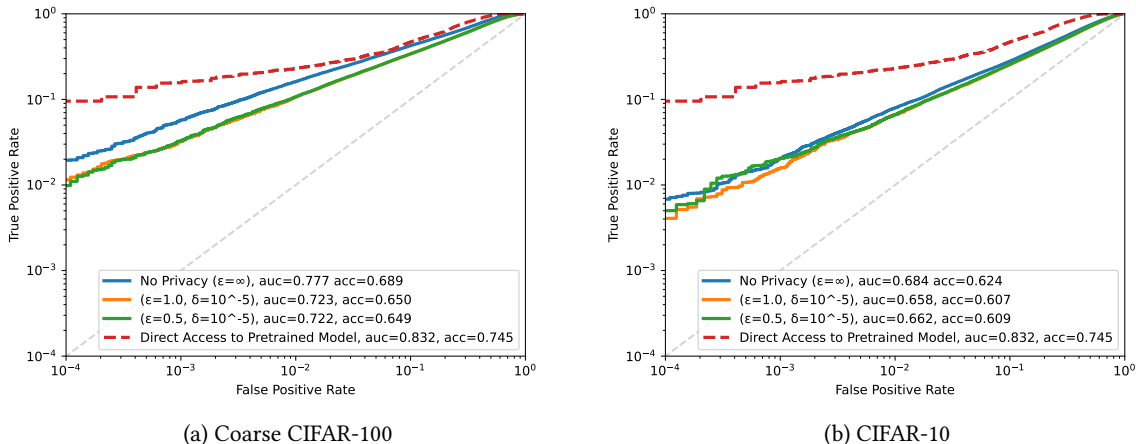 10^0
10^-1
10^-2
10^-3
10^-4
True Positive Rate
No Privacy (ε=∞), auc=0.777 acc=0.689
(ε=1.0, δ=10^-5), auc=0.723, acc=0.650
(ε=0.5, δ=10^-5), auc=0.722, acc=0.649
Direct Access to Pretrained Model, auc=0.832, acc=0.745
10^-4 10^-3 10^-2 10^-1 10^0
False Positive Rate
(a) Coarse CIFAR-100
10^0
10^-1
10^-2
10^-3
10^-4
True Positive Rate
No Privacy (ε=∞), auc=0.684 acc=0.624
(ε=1.0, δ=10^-5), auc=0.658, acc=0.607
(ε=0.5, δ=10^-5), auc=0.662, acc=0.609
Direct Access to Pretrained Model, auc=0.832, acc=0.745
10^-4 10^-3 10^-2 10^-1 10^0
False Positive Rate
(b) CIFAR-10